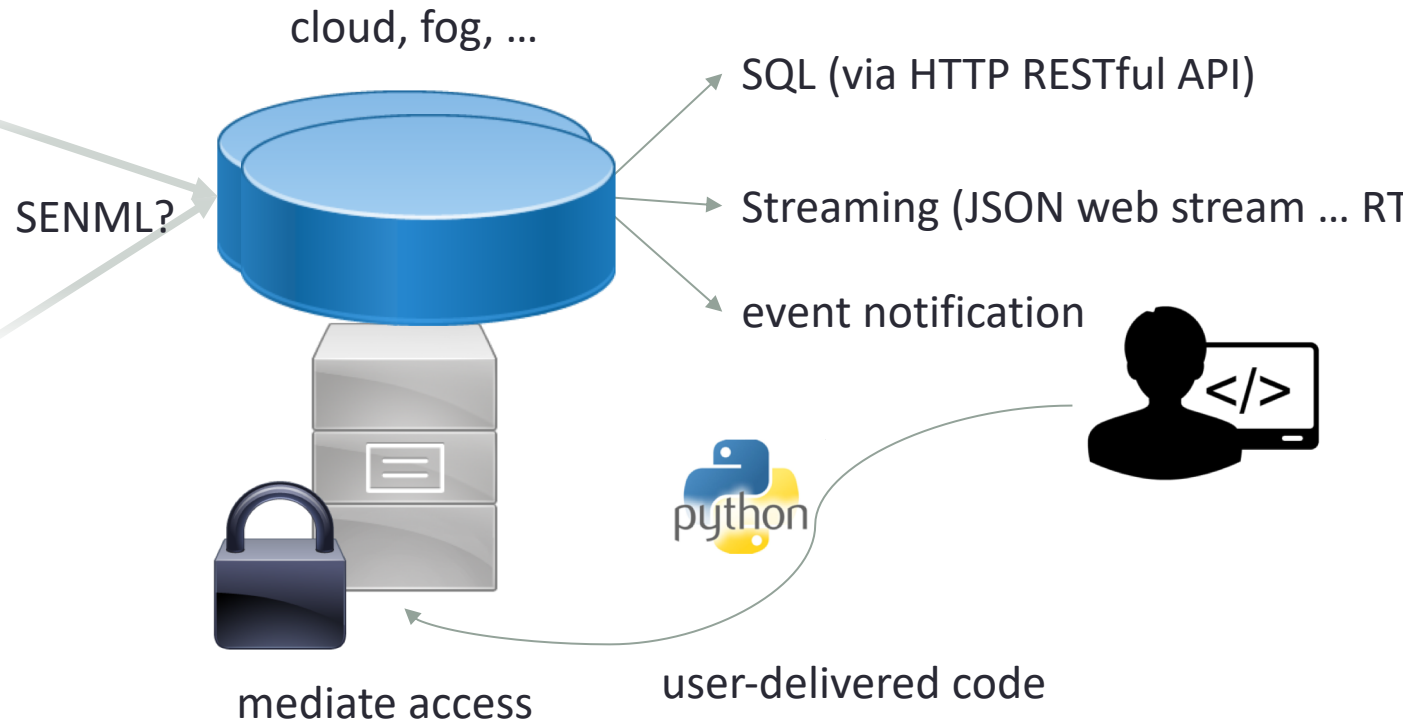 cloud, fog, …
SQL (via HTTP RESTful API)
SENML?
Streaming (JSON web stream … RT
event notification
</>
python
user-delivered code
mediate access